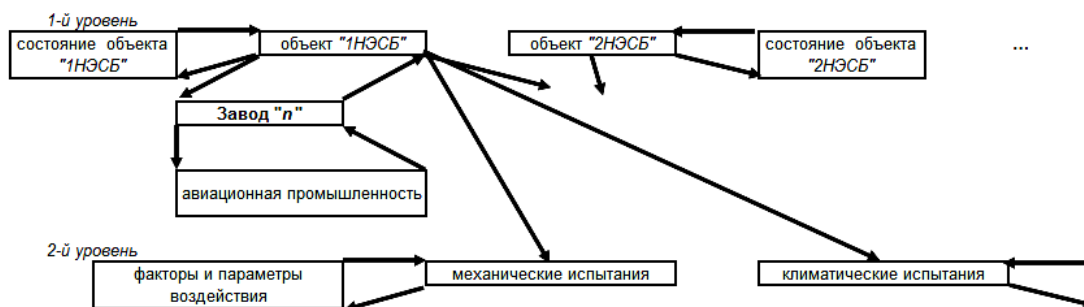 1-й уровень
состояние объекта
"1НЭСБ"
объект "1НЭСБ"
объект "2НЭСБ"
состояние объекта
"2НЭСБ"
...
Завод "n"
авиационная промышленность
2-й уровень
факторы и параметры
воздействия
механические испытания
климатические испытания